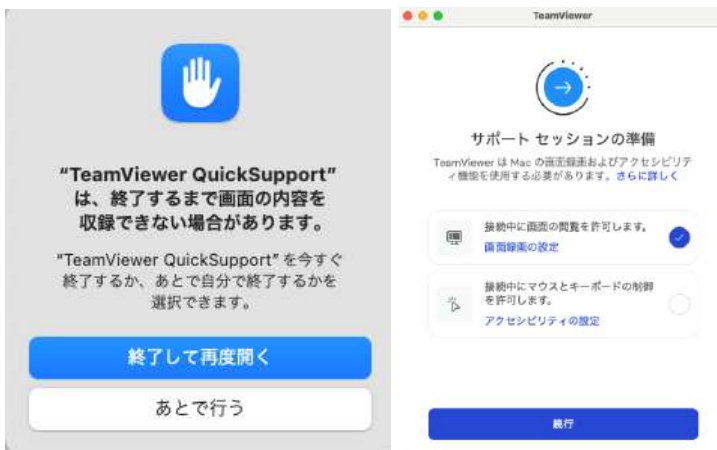 "TeamViewer QuickSupport"
は、終了するまで画面の内容を
収録できない場合があります。
"TeamViewer QuickSupport" を今すぐ
終了するか、あとで自分で終了するかを
選択できます。
終了して再度開く
あとで行う
TeamViewer
サポート セッションの準備
TeamViewer は Mac の画面録画およびアクセシビリテ
ィ機能を使用する必要があります。さらに詳しく
接続中に画面の閲覧を許可します。
画面録画の設定
接続中にマウスとキーボードの制御
を許可します。
アクセシビリティの設定
続行